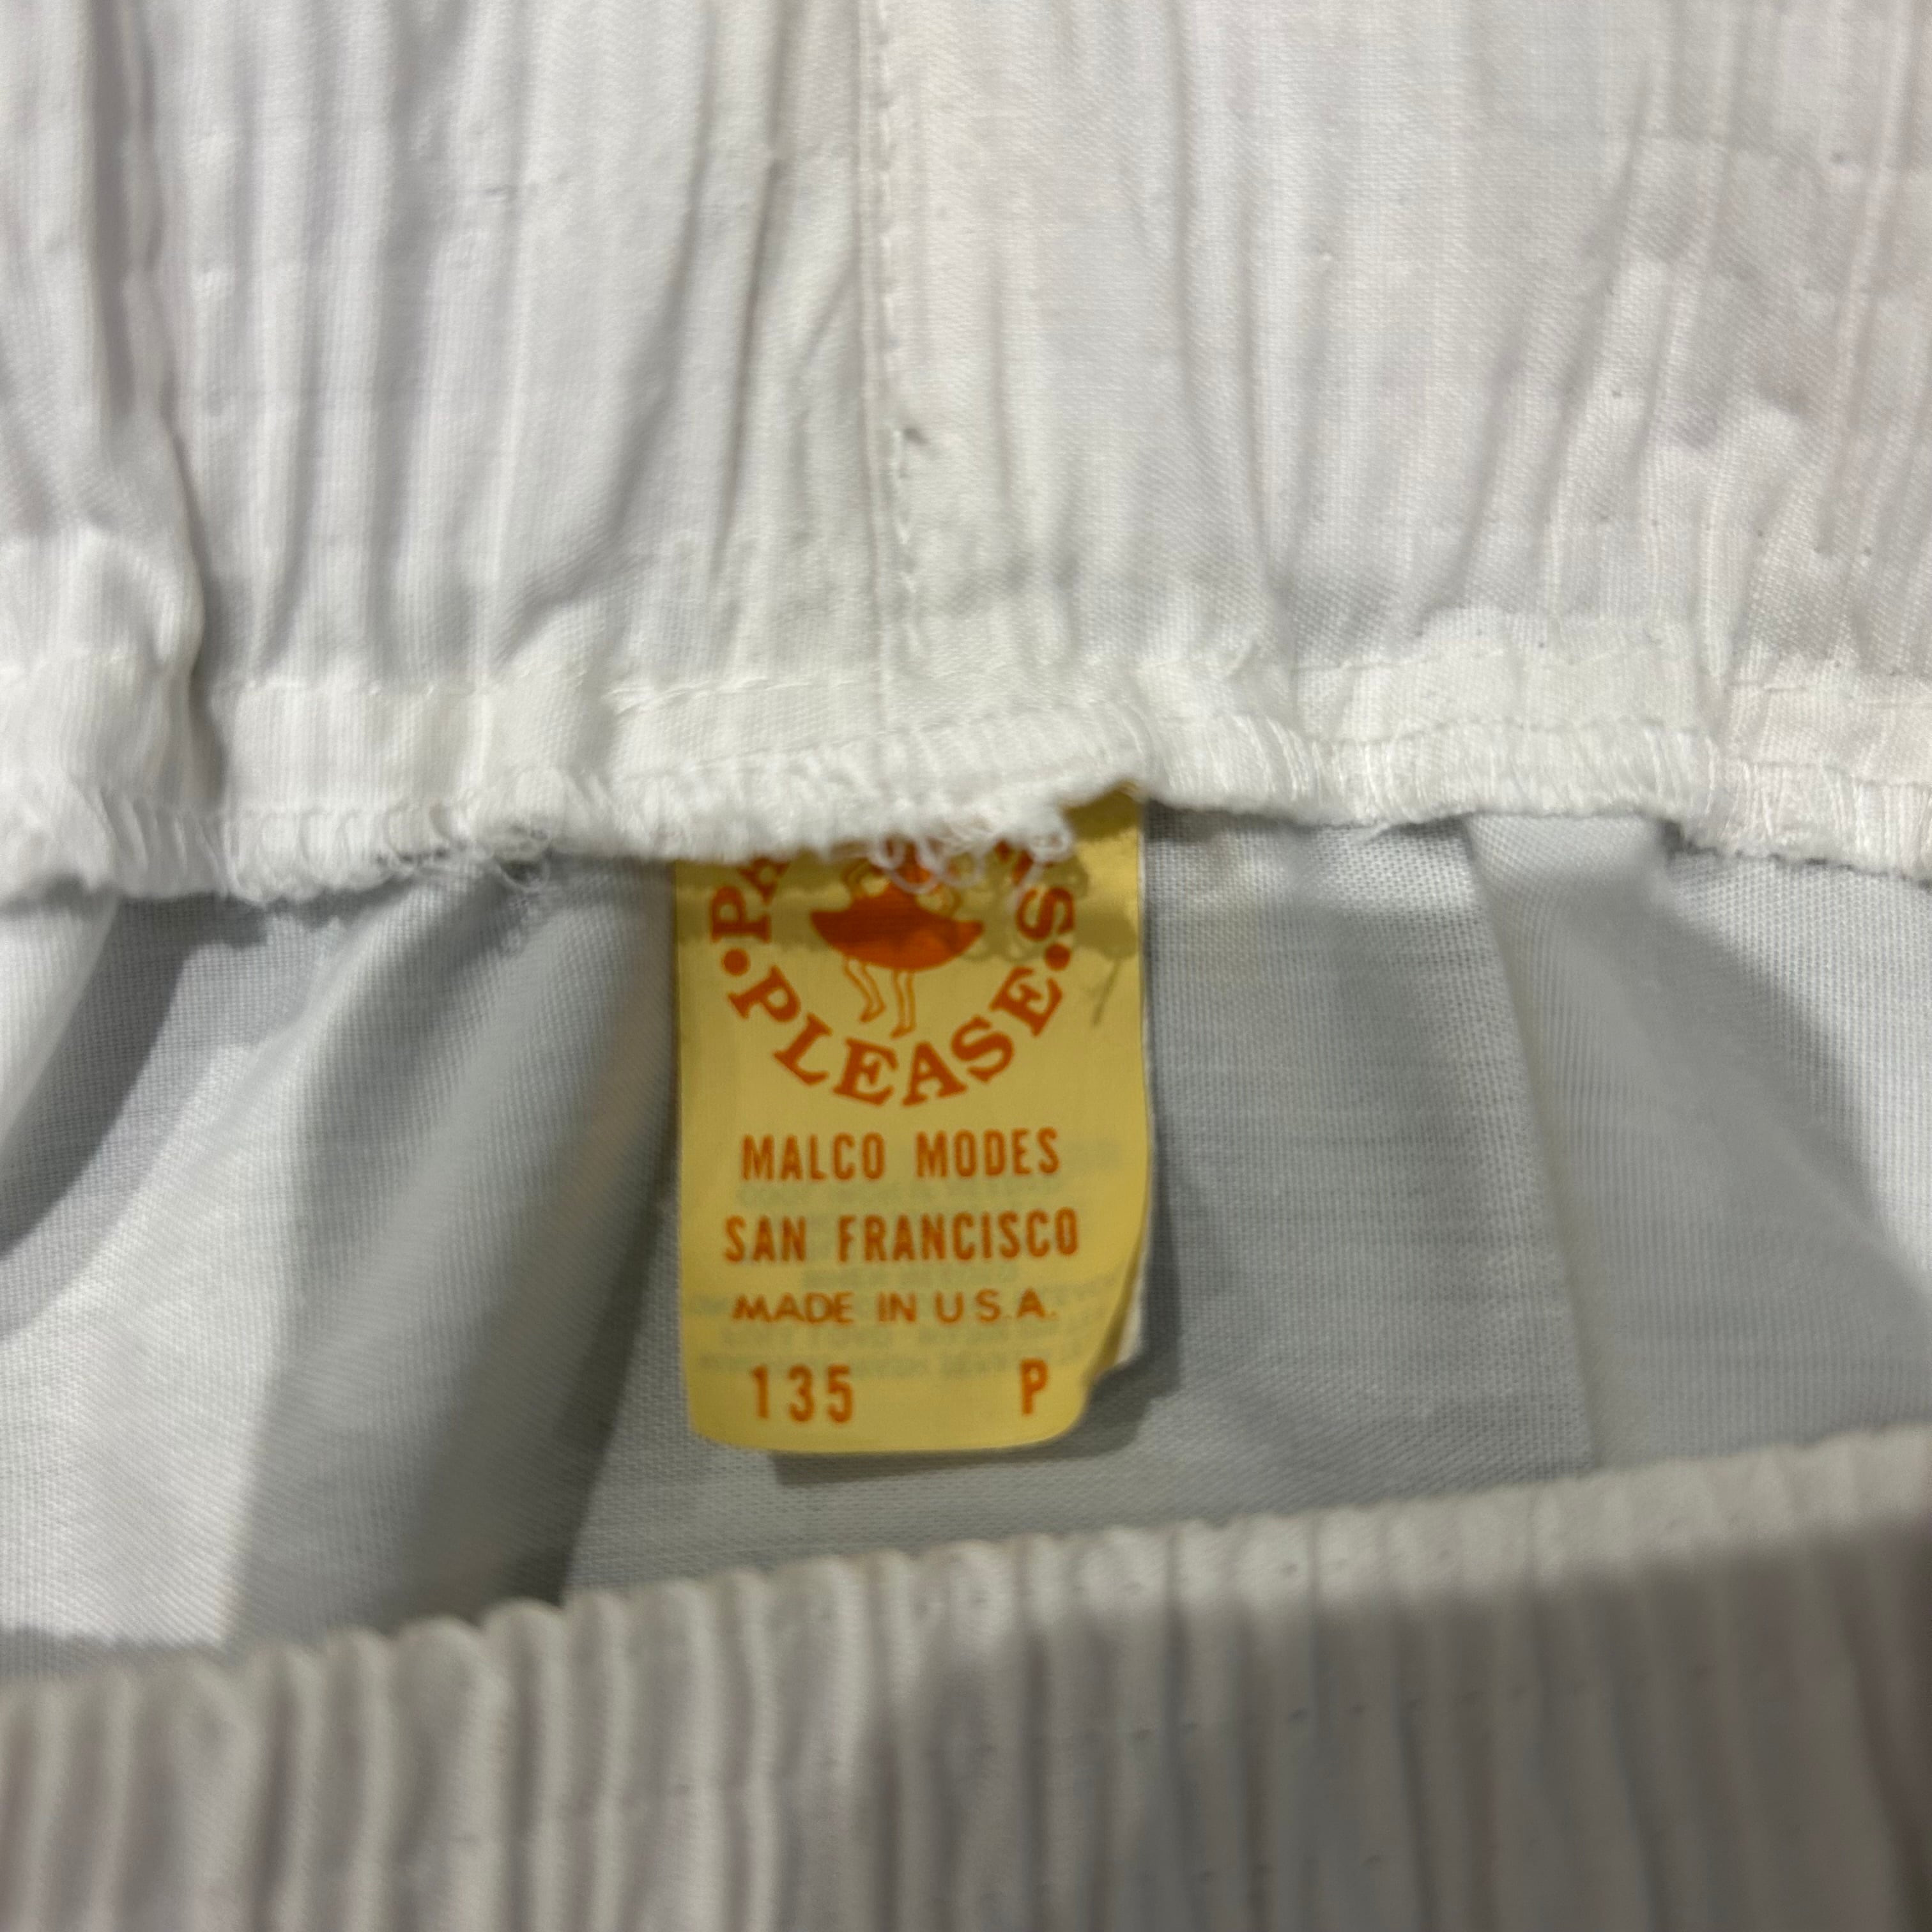 PLEASE
MALCO MODES
SAN FRANCISCO
MADE IN U.S.A.
135 P